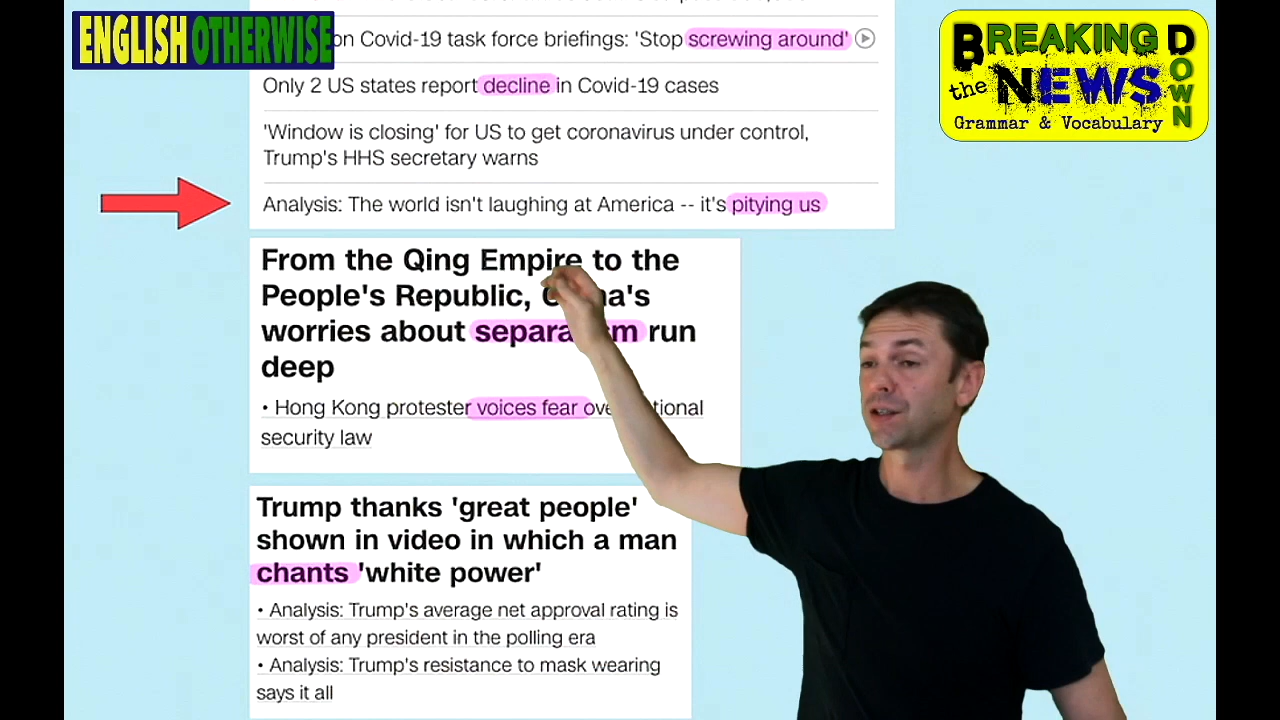 ENGLISH OTHERWISE
BREAKING DOWN
the NEWS
Grammar & Vocabulary
on Covid-19 task force briefings: 'Stop screwing around'
Only 2 US states report decline in Covid-19 cases
'Window is closing' for US to get coronavirus under control,
Trump's HHS secretary warns
Analysis: The world isn't laughing at America -- it's pitying us
From the Qing Empire to the
People's Republic, China's
worries about separatism run
deep
• Hong Kong protester voices fear over national
security law
Trump thanks 'great people'
shown in video in which a man
chants 'white power'
• Analysis: Trump's average net approval rating is
worst of any president in the polling era
• Analysis: Trump's resistance to mask wearing
says it all